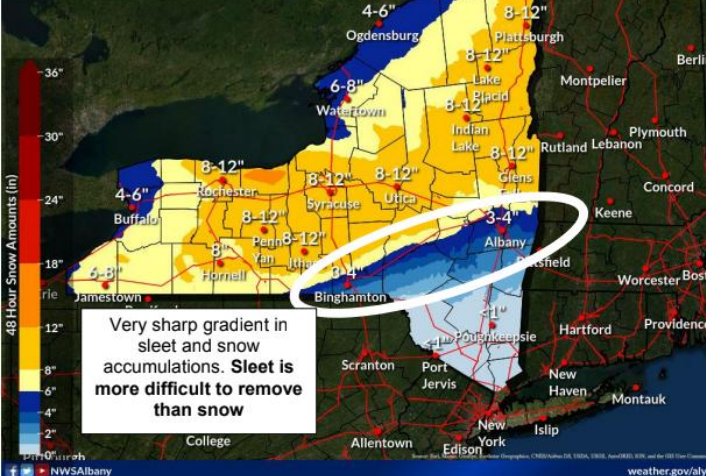 4-6"
Ogdensburg
8-12"
Plattsburgh
8-12"
Lake
Placid
6-8"
Watertown
8-12"
Indian
Lake
Montpelier
Rutland
Lebanon
Plymouth
Concord
Keene
8-12"
Glens
8-12"
Rochester
8-12"
Syracuse
8-12"
Utica
4-6"
Buffalo
8-12"
Penn
Yan
8-12"
8"
Hornell
3-4"
Albany
3-4"
Binghamton
6-8"
Jamestown
<1"
Poughkeepsie
<1"
Port
Jervis
Worcester
Hartford
Providence
New
Haven
Montauk
Scranton
New
York
Islip
Allentown
Edison
College
48 Hour Snow Amounts (in)
36"
30"
24"
18"
12"
8"
6"
4"
2"
0"
Very sharp gradient in
sleet and snow
accumulations. Sleet is
more difficult to remove
than snow
NWSAlbany
weather.gov/aly